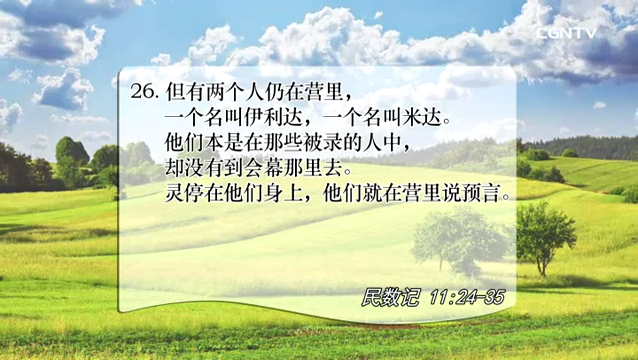 CGNTV
26. 但有两个人仍在营里，
一个名叫伊利达，一个名叫米达。
他们本是在那些被录的人中，
却没有到会幕那里去。
灵停在他们身上，他们就在营里说预言。
民数记 11:24-35